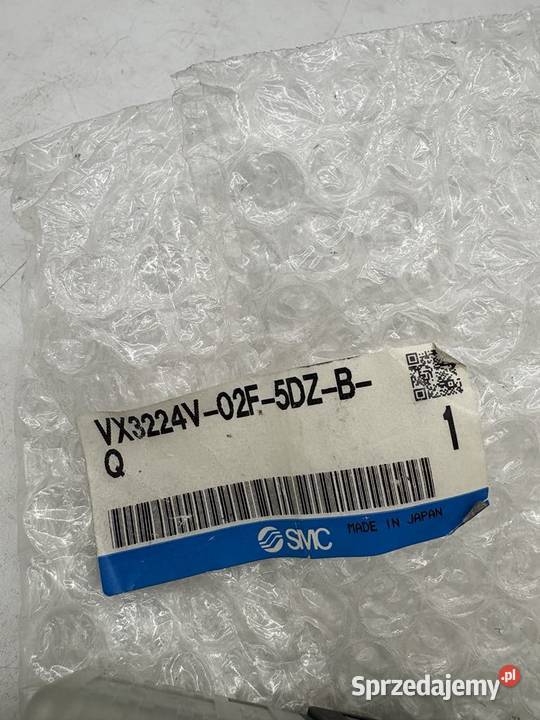 VX3224V-02F-5DZ-B-
Q
1
SMC
MADE IN JAPAN
Sprzedajemy.pl